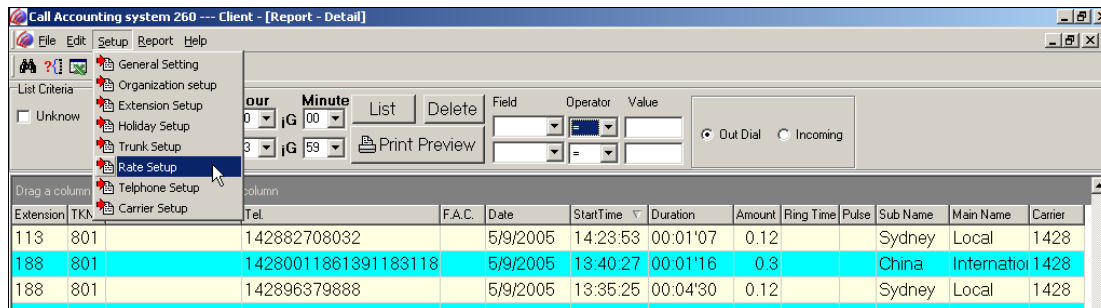 Call Accounting system 260 --- Client - [Report - Detail]
File Edit Setup Report Help
General Setting
Organization setup
Extension Setup
Holiday Setup
Trunk Setup
Rate Setup
Telphone Setup
Carrier Setup
List Criteria
Unknow
our Minute
0 ¡G 00
3 ¡G 59
List Delete
Print Preview
Field Operator Value
=
=
Out Dial Incoming
Drag a column column
Extension TKN Tel. F.A.C. Date StartTime Duration Amount Ring Time Pulse Sub Name Main Name Carrier
113 801 142882708032 5/9/2005 14:23:53 00:01'07 0.12 Sydney Local 1428
188 801 14280011861391183118 5/9/2005 13:40:27 00:01'16 0.3 China Internatio 1428
188 801 142896379888 5/9/2005 13:35:25 00:04'30 0.12 Sydney Local 1428